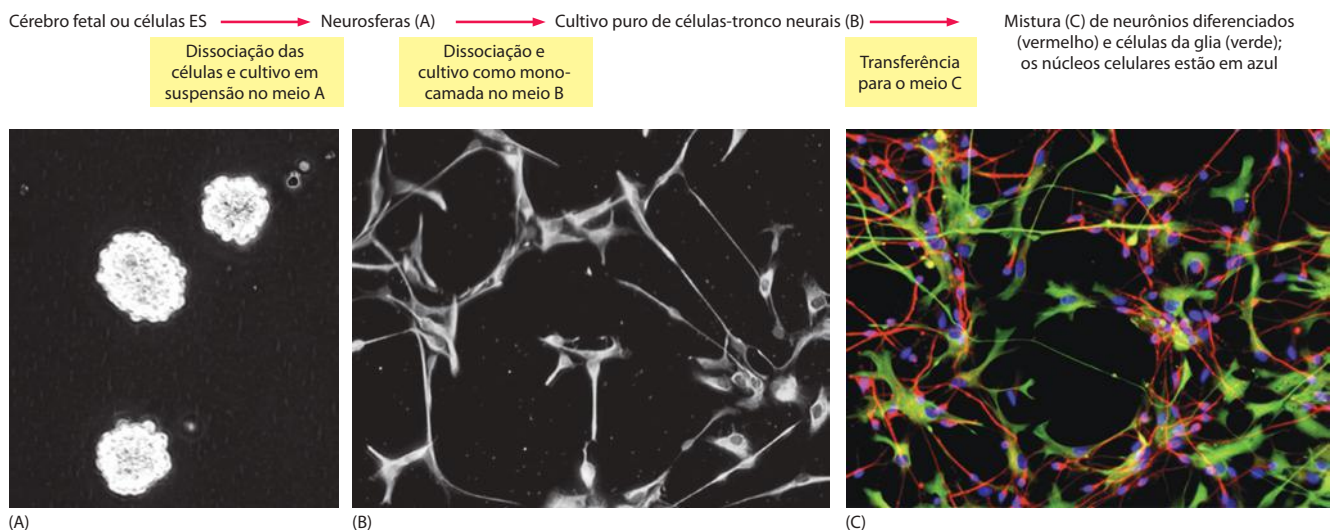 Cérebro fetal ou células ES
Neurosferas (A)
Cultivo puro de células-tronco neurais (B)
Mistura (C) de neurônios diferenciados
(vermelho) e células da glia (verde);
os núcleos celulares estão em azul
Dissociação das
células e cultivo em
suspensão no meio A
Dissociação e
cultivo como mono-
camada no meio B
Transferência
para o meio C
(A)
(B)
(C)